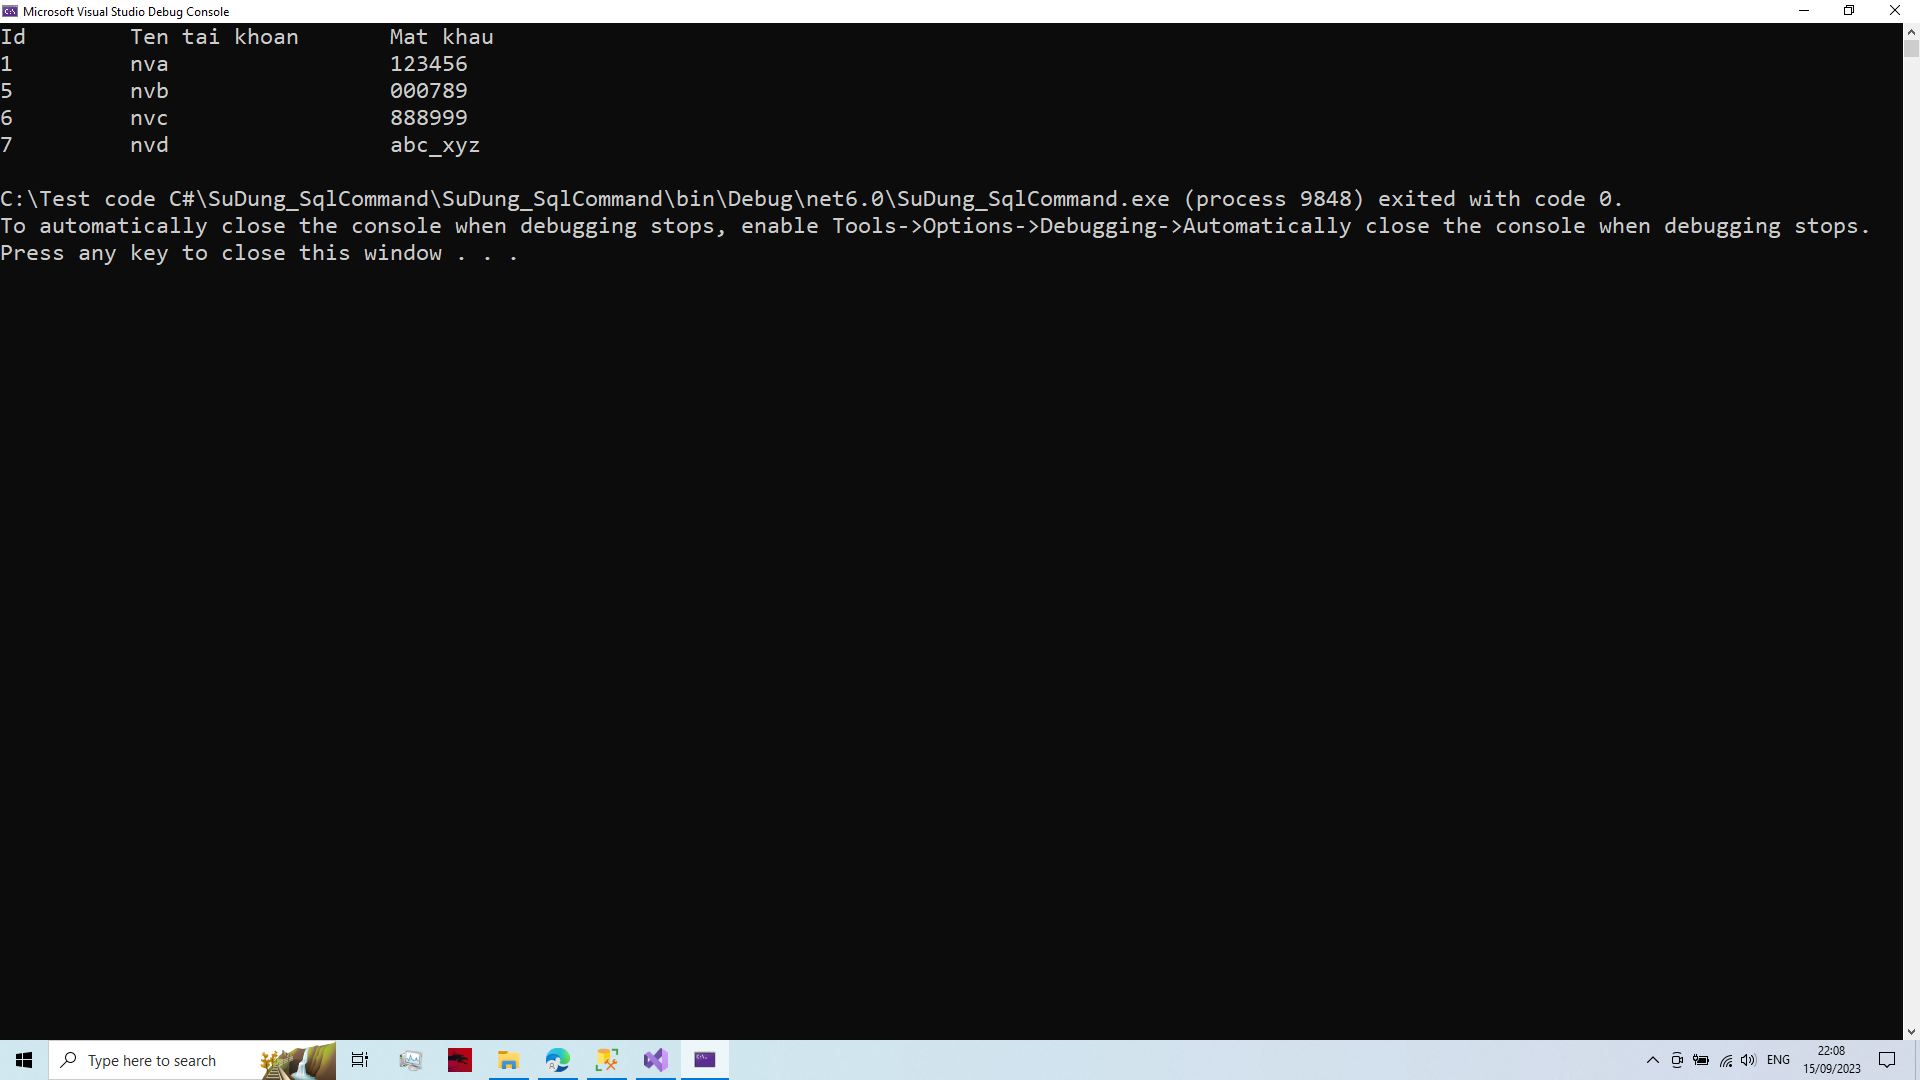 Microsoft Visual Studio Debug Console
Id Ten tai khoan Mat khau
1 nva 123456
5 nvb 000789
6 nvc 888999
7 nvd abc_xyz
C:\Test code C#\SuDung_SqlCommand\SuDung_SqlCommand\bin\Debug\net6.0\SuDung_SqlCommand.exe (process 9848) exited with code 0.
To automatically close the console when debugging stops, enable Tools->Options->Debugging->Automatically close the console when debugging stops.
Press any key to close this window . . .
Type here to search
ENG
22:08
15/09/2023